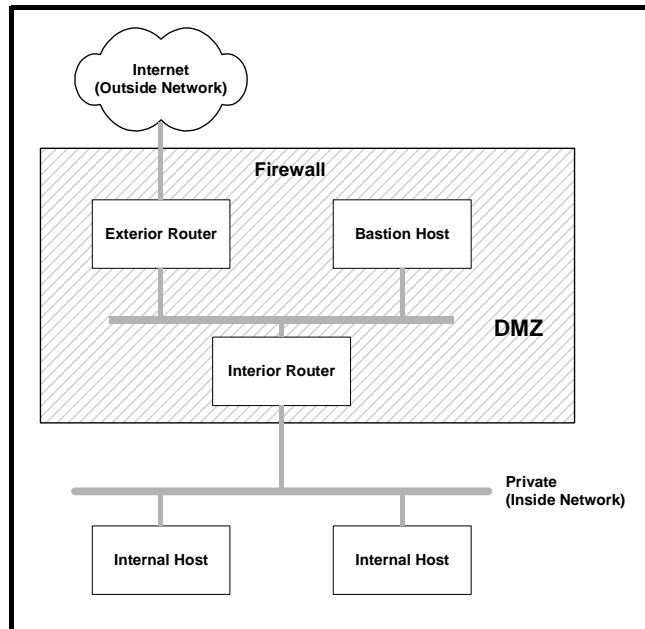 Internet
(Outside Network)
Firewall
Exterior Router
Bastion Host
DMZ
Interior Router
Private
(Inside Network)
Internal Host
Internal Host